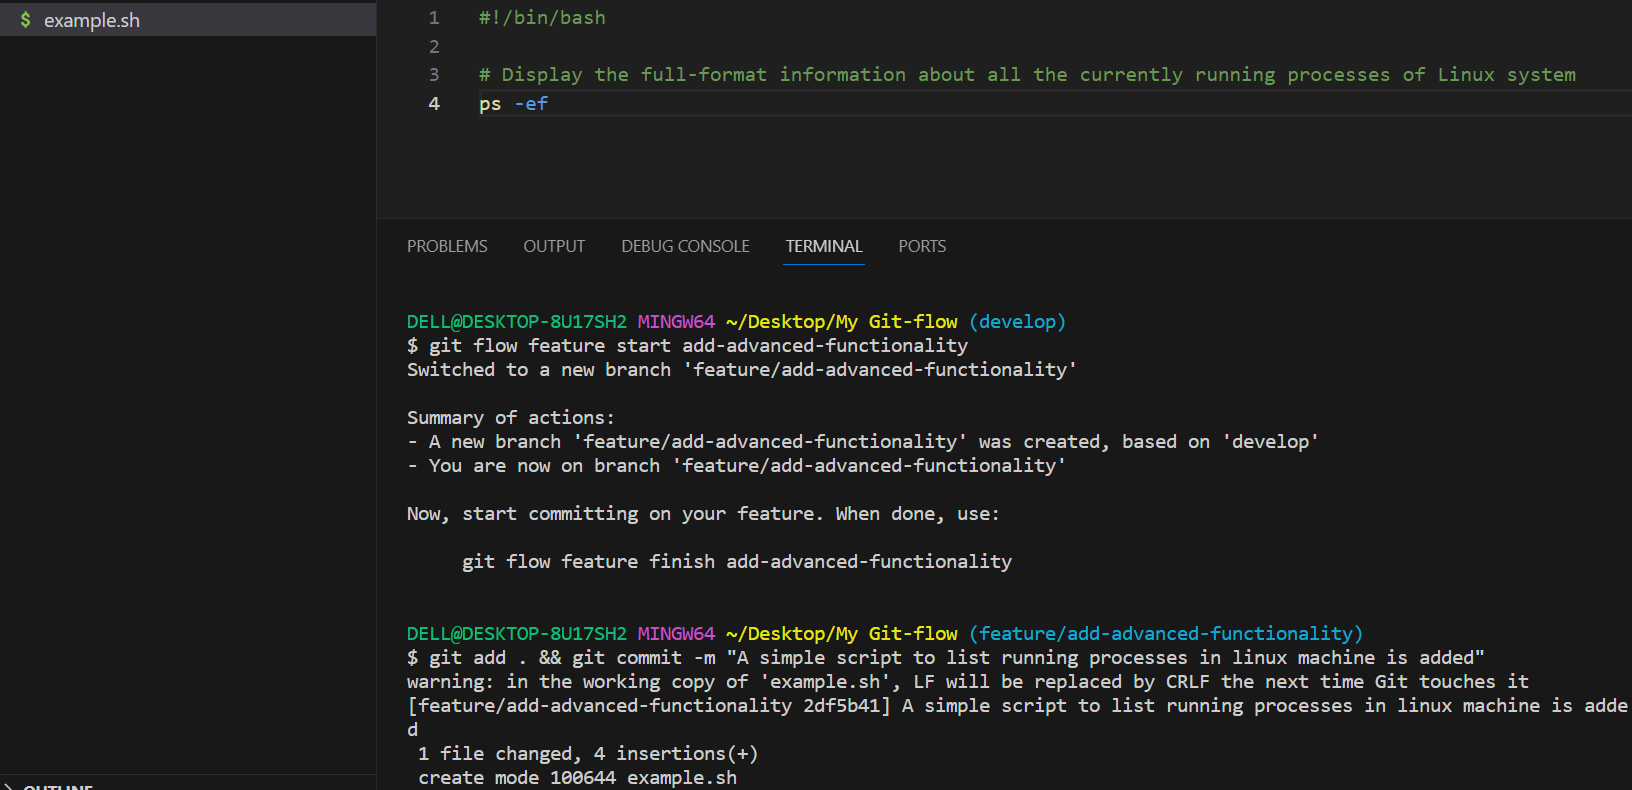 $ example.sh
1 #!/bin/bash
2
3 # Display the full-format information about all the currently running processes of Linux system
4 ps -ef
PROBLEMS OUTPUT DEBUG CONSOLE TERMINAL PORTS
DELL@DESKTOP-8U17SH2 MINGW64 ~/Desktop/My Git-flow (develop)
$ git flow feature start add-advanced-functionality
Switched to a new branch 'feature/add-advanced-functionality'
Summary of actions:
- A new branch 'feature/add-advanced-functionality' was created, based on 'develop'
- You are now on branch 'feature/add-advanced-functionality'
Now, start committing on your feature. When done, use:
git flow feature finish add-advanced-functionality
DELL@DESKTOP-8U17SH2 MINGW64 ~/Desktop/My Git-flow (feature/add-advanced-functionality)
$ git add . && git commit -m "A simple script to list running processes in linux machine is added"
warning: in the working copy of 'example.sh', LF will be replaced by CRLF the next time Git touches it
[feature/add-advanced-functionality 2df5b41] A simple script to list running processes in linux machine is adde
d
1 file changed, 4 insertions(+)
create mode 100644 example.sh
OUTLINE